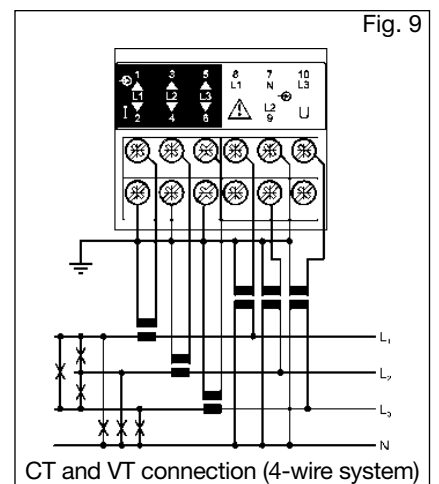 Fig. 9
1 3 5 8 7 10
L1 N L3
L1 L2 L3
I L2 U
2 4 6 9
L1
L2
L3
N
CT and VT connection (4-wire system)